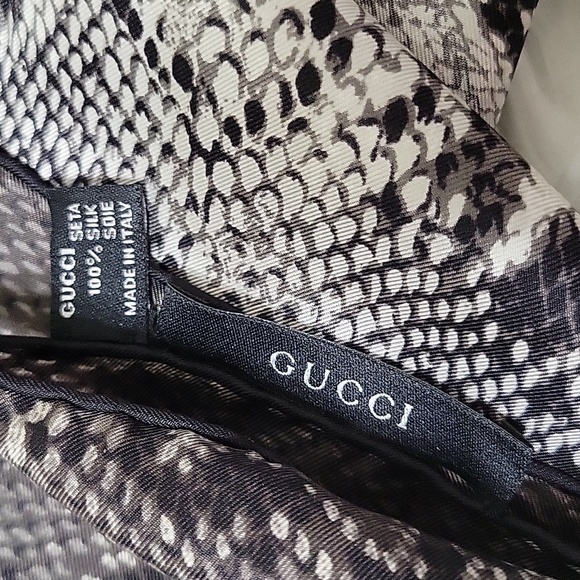 GUCCI
SETA
100% SILK
SOIE
MADE IN ITALY
GUCCI